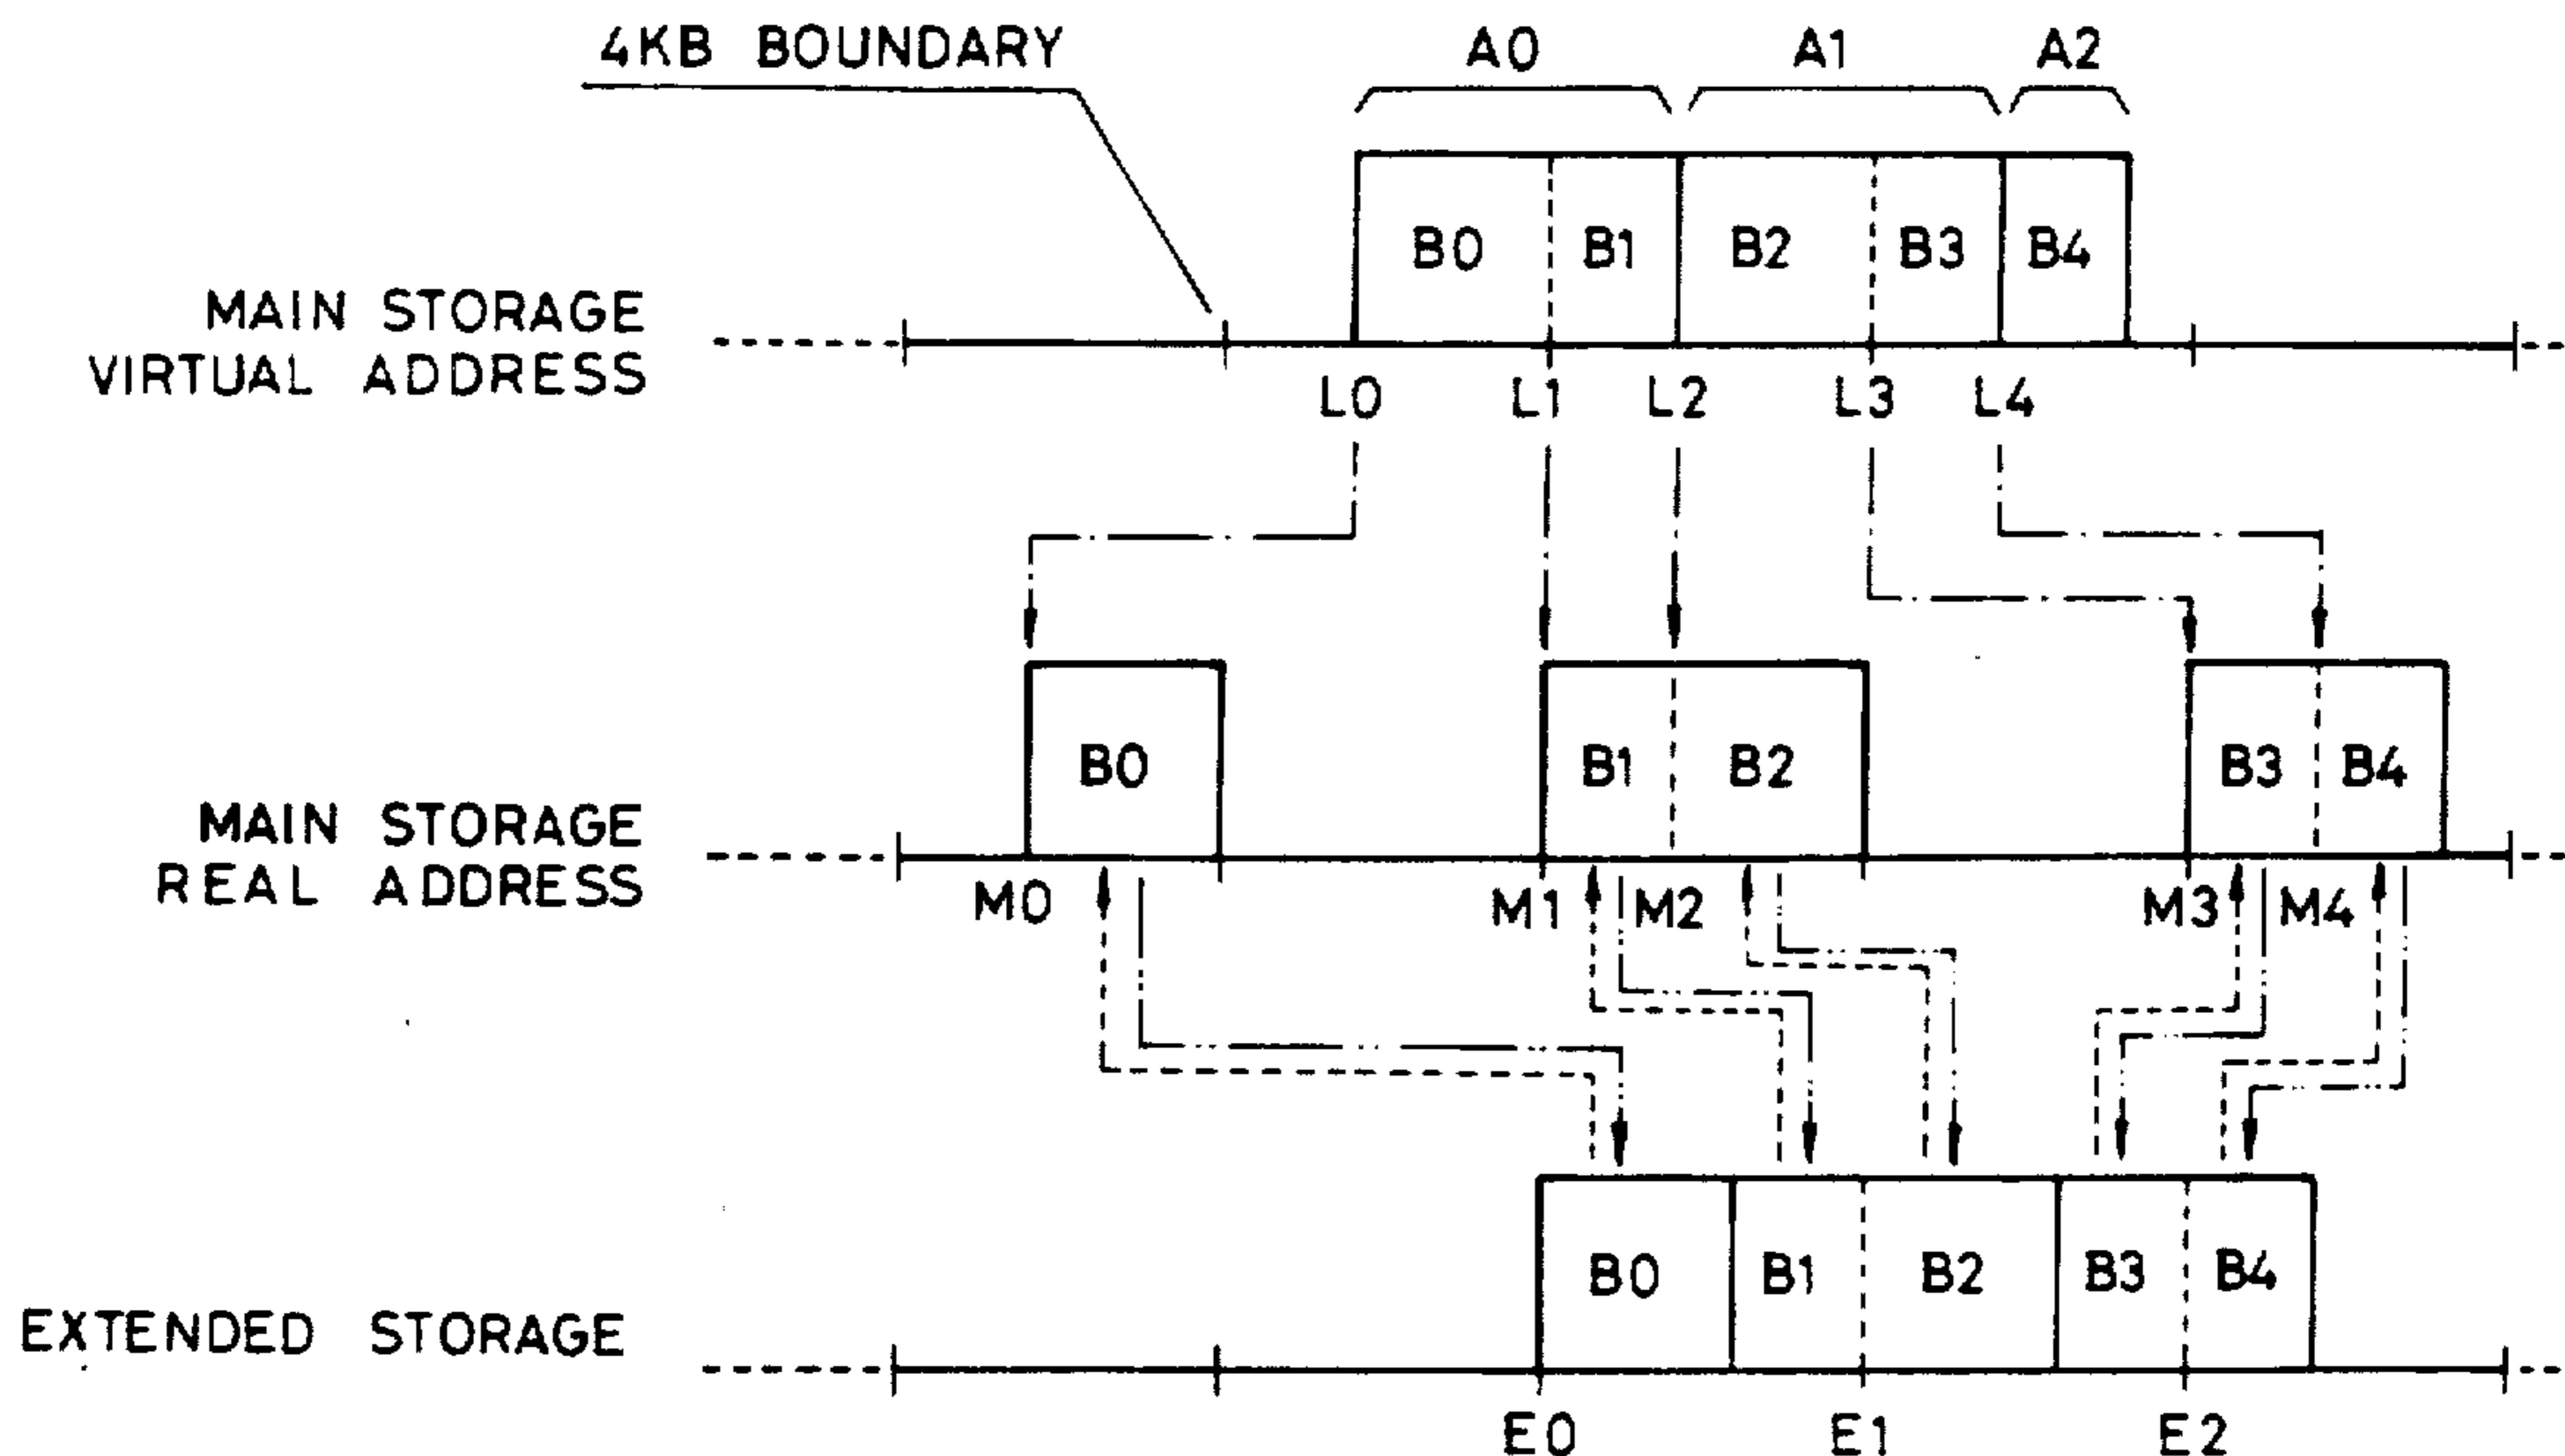 4KB BOUNDARY
A0 A1 A2
B0 B1 B2 B3 B4
MAIN STORAGE
VIRTUAL ADDRESS
L0 L1 L2 L3 L4
B0 B1 B2 B3 B4
MAIN STORAGE
REAL ADDRESS
M0 M1 M2 M3 M4
B0 B1 B2 B3 B4
EXTENDED STORAGE
E0 E1 E2